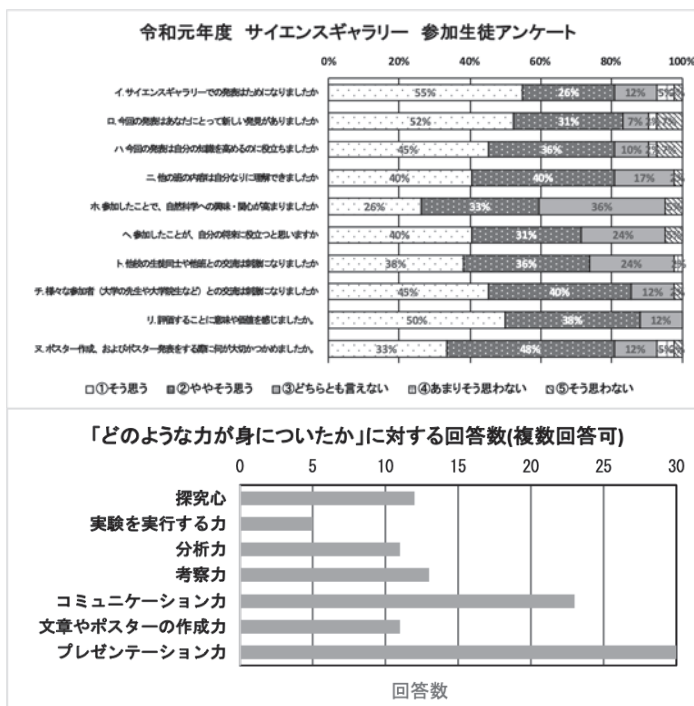 令和元年度 サイエンスギャラリー 参加生徒アンケート
0% 20% 40% 60% 80% 100%
イ.サイエンスギャラリーでの発表はためになりましたか 55% 26% 12% 5% 2%
ロ.今回の発表はあなたにとって新しい発見がありましたか 52% 31% 7% 2% 7%
ハ.今回の発表は自分の知識を高めるのに役立ちましたか 45% 36% 10% 2% 7%
ニ.他の班の内容は自分なりに理解できましたか 40% 40% 17% 2%
ホ.参加したことで、自然科学への興味・関心が高まりましたか 26% 33% 36% 5%
ヘ.参加したことが、自分の将来に役立つと思いますか 40% 31% 24% 5%
ト.他校の生徒同士や他班との交流は刺激になりましたか 38% 36% 24% 2%
チ.様々な参加者(大学の先生や大学院生など)との交流は刺激になりましたか 45% 40% 12% 2%
リ.評価することに意味や価値を感じましたか。 50% 38% 12%
ヌ.ポスター作成、およびポスター発表をする際に何が大切かつかめましたか。 33% 48% 12% 5% 2%
①そう思う ②ややそう思う ③どちらとも言えない ④あまりそう思わない ⑤そう思わない
「どのような力が身についたか」に対する回答数(複数回答可)
0 5 10 15 20 25 30
探究心
実験を実行する力
分析力
考察力
コミュニケーション力
文章やポスターの作成力
プレゼンテーション力
回答数